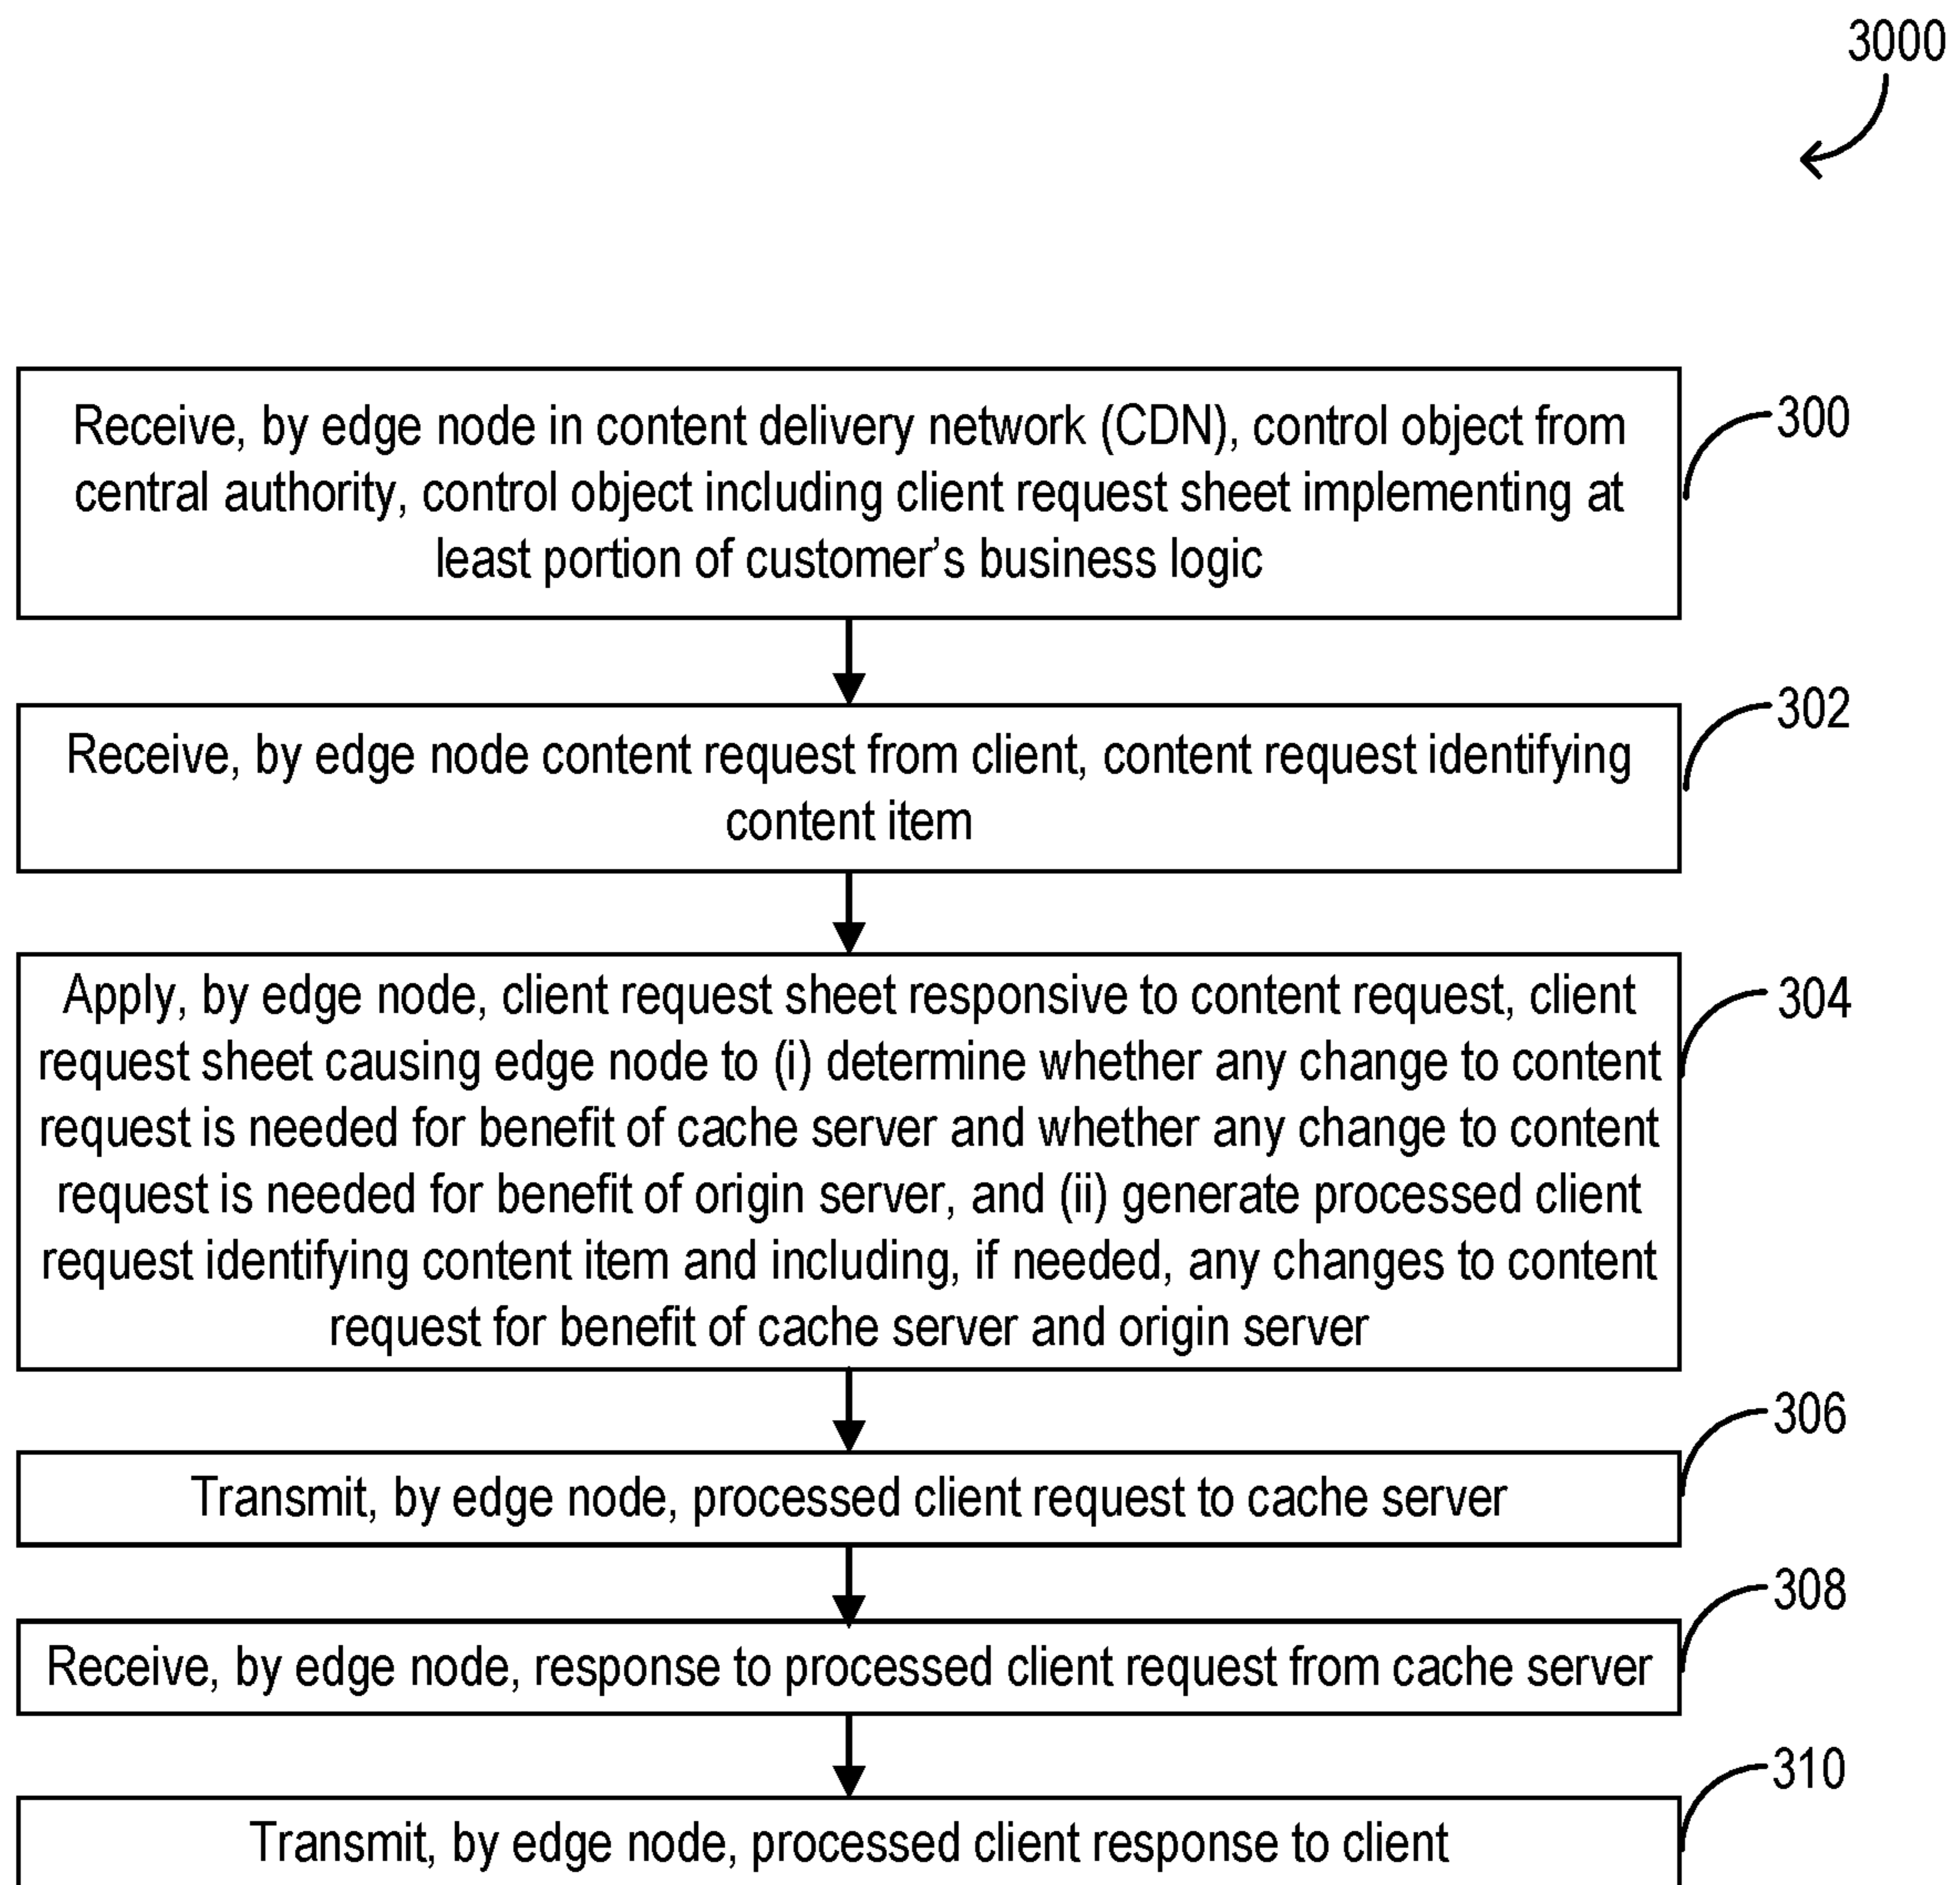 3000
Receive, by edge node in content delivery network (CDN), control object from
central authority, control object including client request sheet implementing at
least portion of customer’s business logic
300
Receive, by edge node content request from client, content request identifying
content item
302
Apply, by edge node, client request sheet responsive to content request, client
request sheet causing edge node to (i) determine whether any change to content
request is needed for benefit of cache server and whether any change to content
request is needed for benefit of origin server, and (ii) generate processed client
request identifying content item and including, if needed, any changes to content
request for benefit of cache server and origin server
304
Transmit, by edge node, processed client request to cache server
306
Receive, by edge node, response to processed client request from cache server
308
Transmit, by edge node, processed client response to client
310